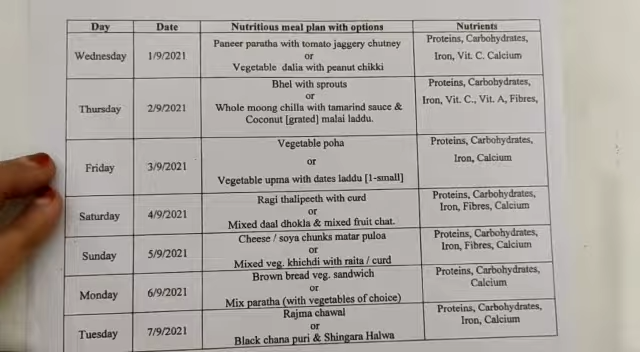 Day Date Nutritious meal plan with options Nutrients
Wednesday 1/9/2021 Paneer paratha with tomato jaggery chutney Proteins, Carbohydrates,
or Iron, Vit. C. Calcium
Vegetable dalia with peanut chikki
Thursday 2/9/2021 Bhel with sprouts Proteins, Carbohydrates,
or Iron, Vit. C., Vit. A, Fibres,
Whole moong chilla with tamarind sauce &
Coconut [grated] malai laddu.
Friday 3/9/2021 Vegetable poha Proteins, Carbohydrates,
or Iron, Calcium
Vegetable upma with dates laddu [1-small]
Saturday 4/9/2021 Ragi thalipeeth with curd Proteins, Carbohydrates,
or Iron, Fibres, Calcium
Mixed daal dhokla & mixed fruit chat.
Sunday 5/9/2021 Cheese / soya chunks matar puloa Proteins, Carbohydrates,
or Iron, Fibres, Calcium
Mixed veg. khichdi with raita / curd
Monday 6/9/2021 Brown bread veg. sandwich Proteins, Carbohydrates,
or Calcium
Mix paratha (with vegetables of choice)
Tuesday 7/9/2021 Rajma chawal Proteins, Carbohydrates,
or Iron, Calcium
Black chana puri & Shingara Halwa